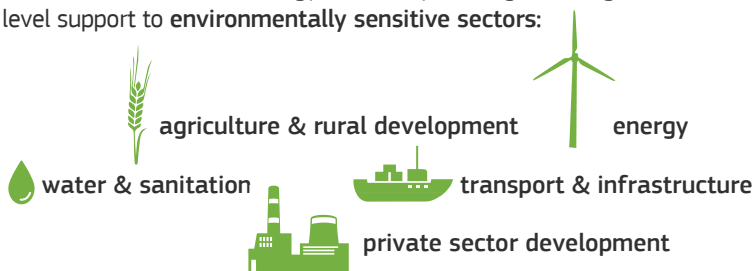 level support to environmentally sensitive sectors:
agriculture & rural development energy
water & sanitation transport & infrastructure
private sector development